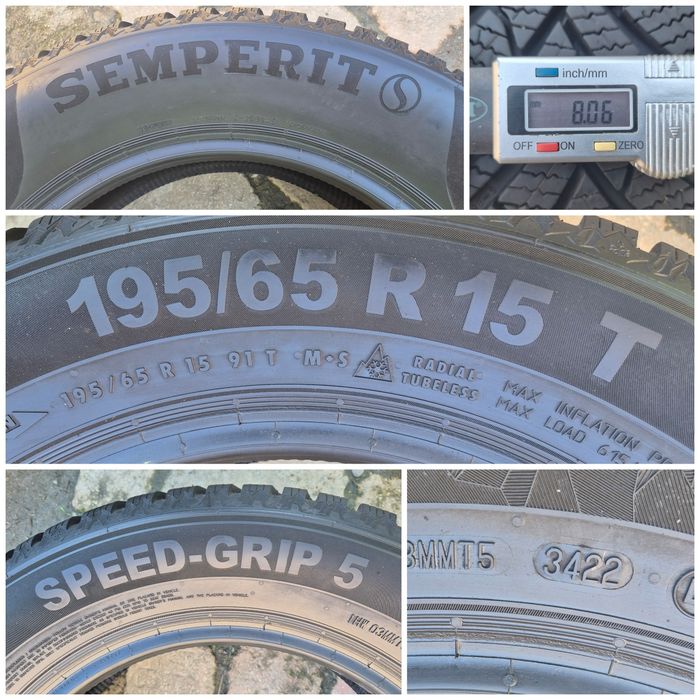 SEMPERIT
inch/mm
8.06
OFF ON ZERO
195/65 R 15 T
195/65 R 15 91 T M+S RADIAL TUBELESS MAX INFLATION
MAX LOAD 615
SPEED-GRIP 5
3MMT5 3422